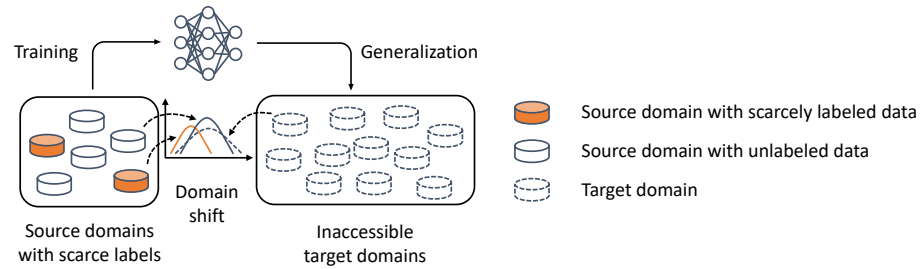 Training
Generalization
Domain
shift
Source domains
with scarce labels
Inaccessible
target domains
Source domain with scarcely labeled data
Source domain with unlabeled data
Target domain